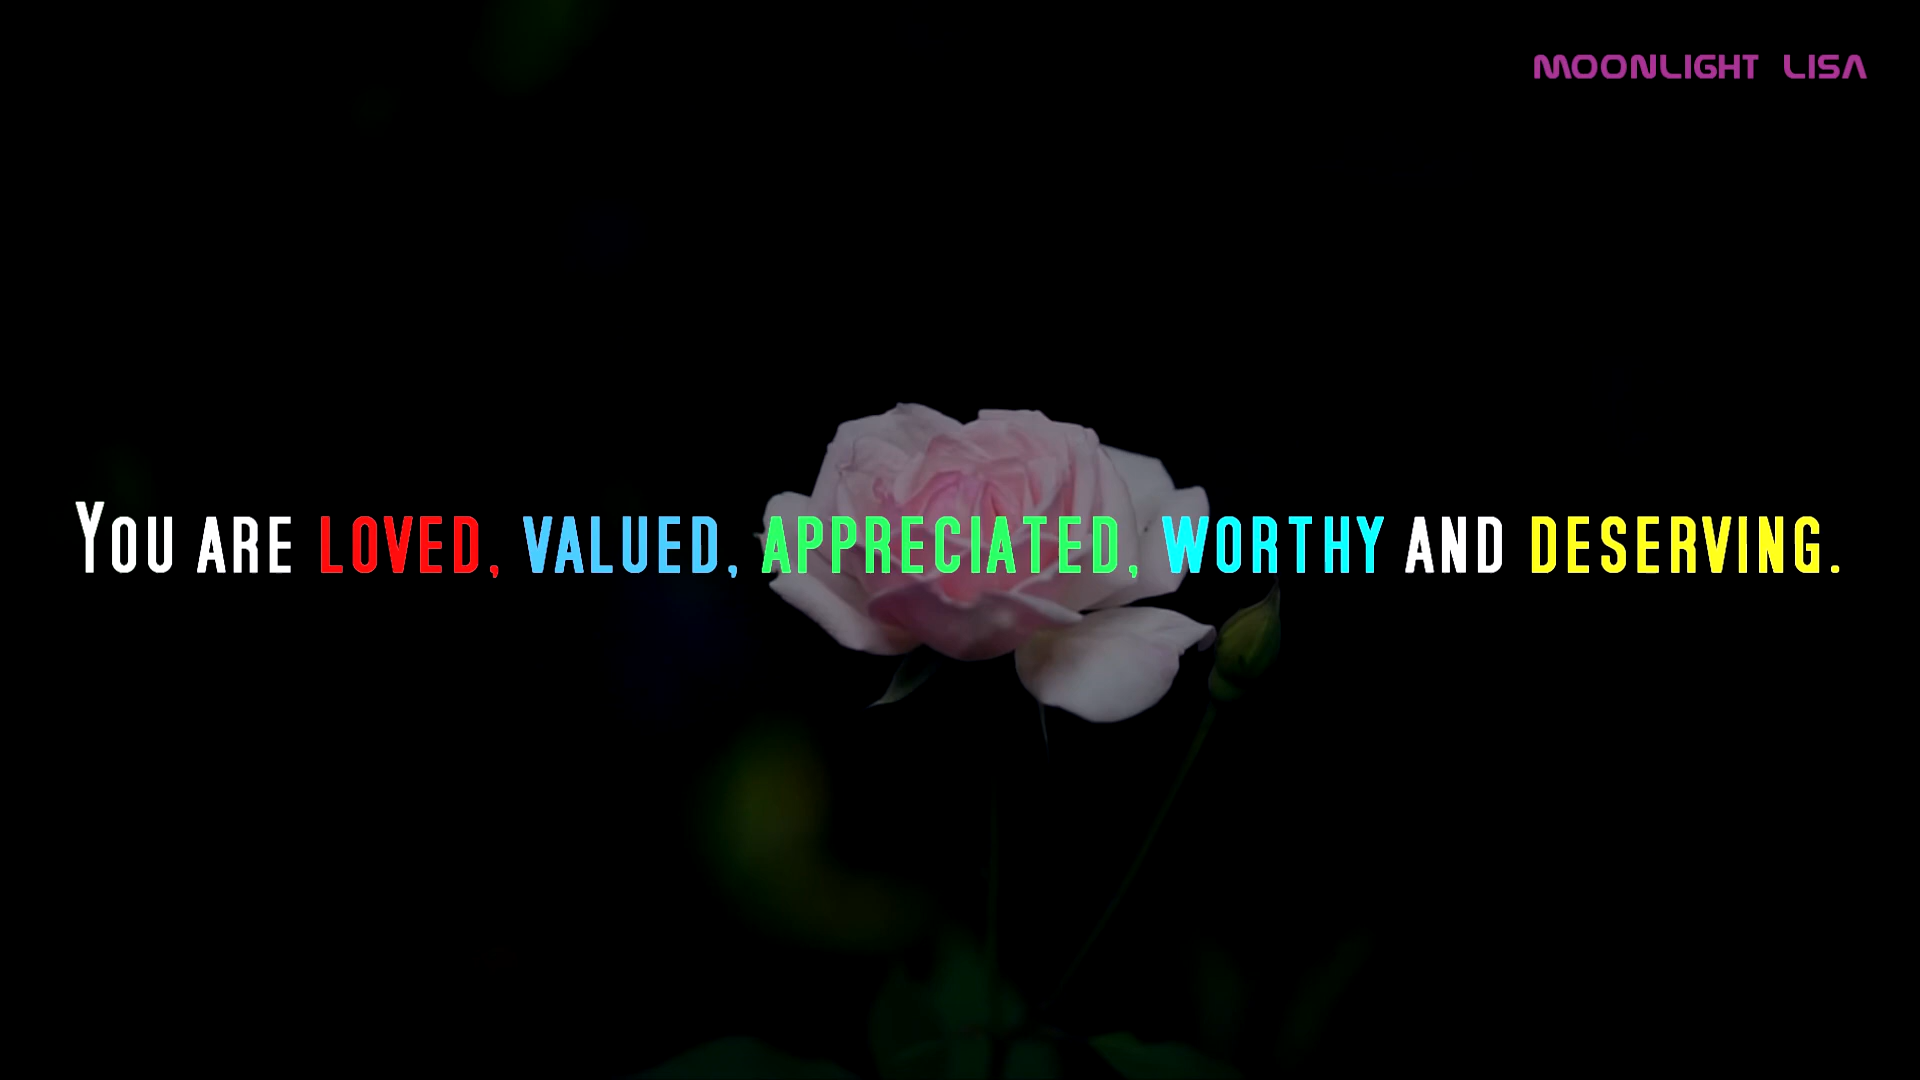 MOONLIGHT LISA
You are loved, valued, appreciated, worthy and deserving.